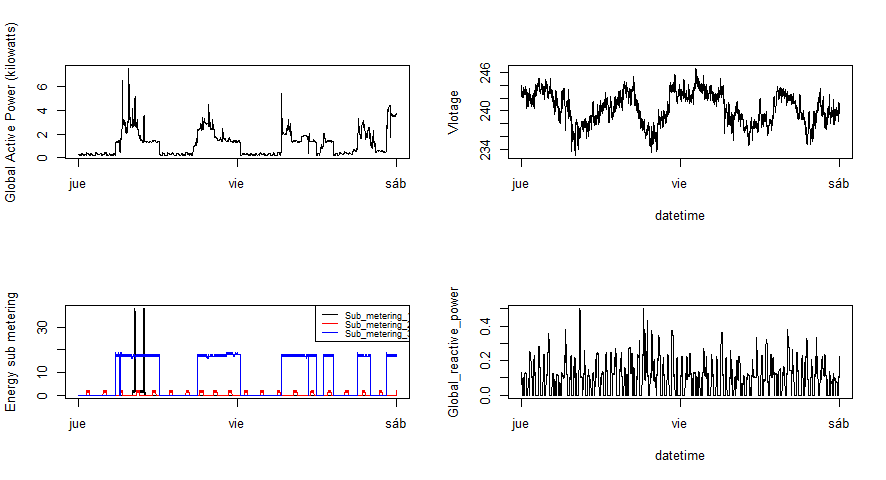 Global Active Power (kilowatts)
0 2 4 6
jue vie sáb
Vlotage
234 240 246
jue vie sáb
datetime
Energy sub metering
0 10 30
jue vie sáb
Sub_metering_
Sub_metering_
Sub_metering_
Global_reactive_power
0.0 0.2 0.4
jue vie sáb
datetime